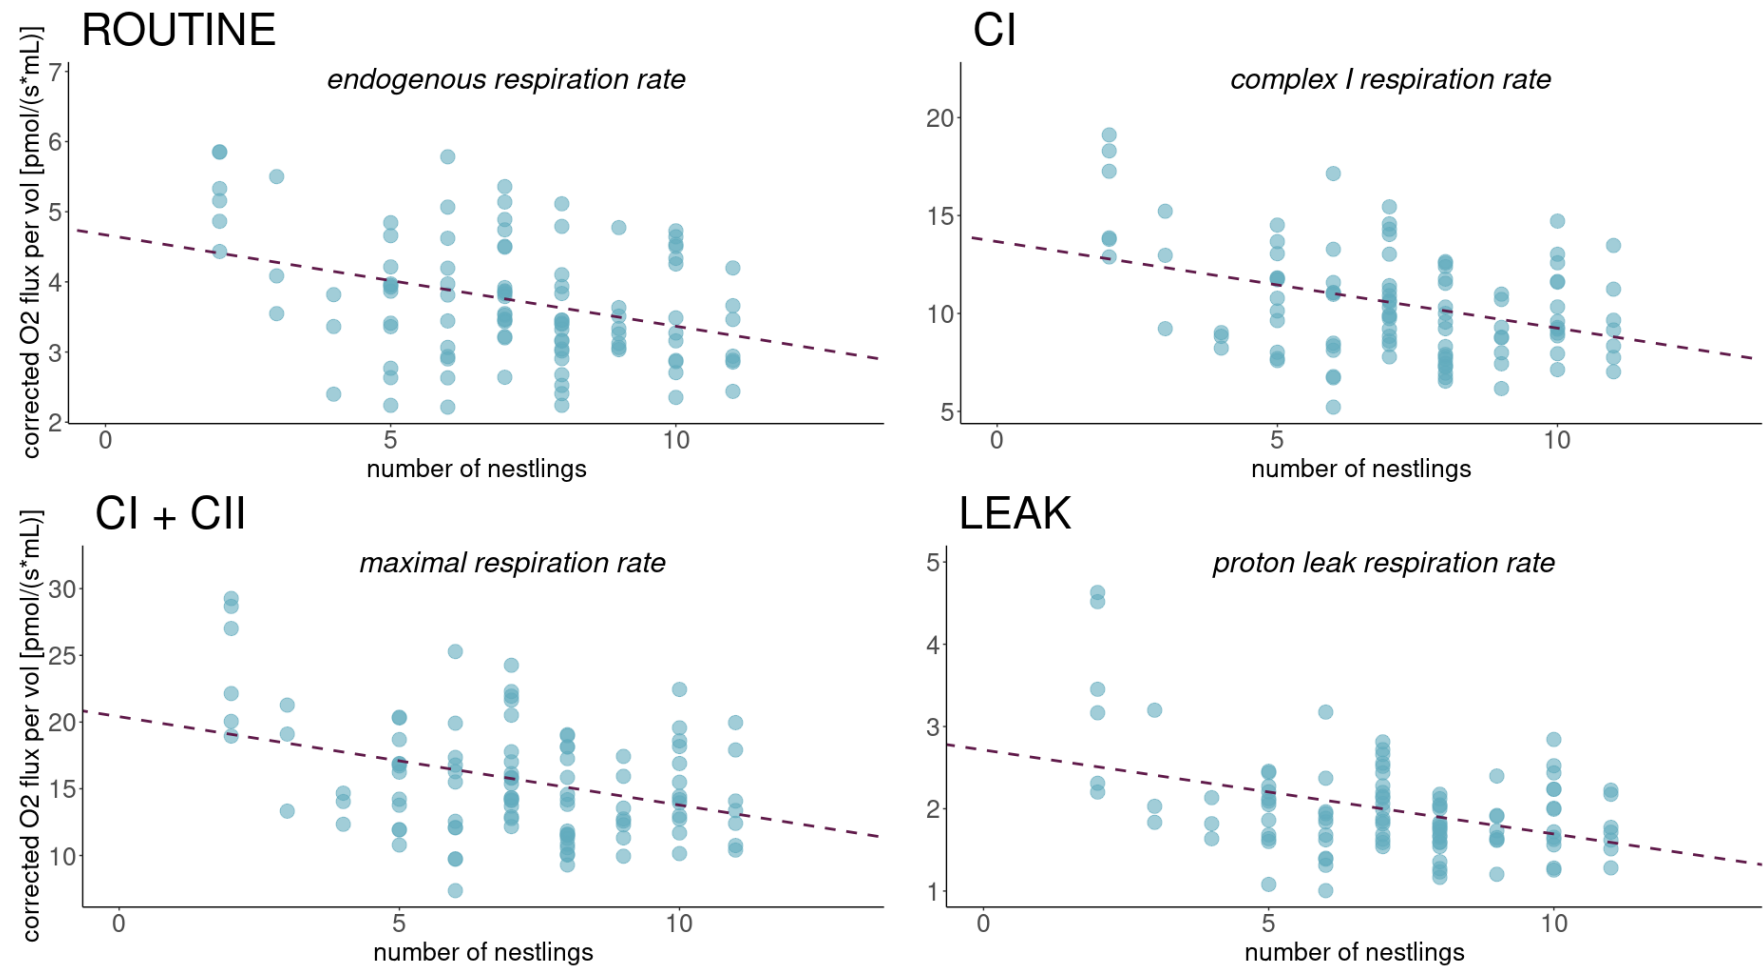 ROUTINE
endogenous respiration rate
corrected O2 flux per vol [pmol/(s*mL)]
7
6
5
4
3
2
0 5 10
number of nestlings
CI
complex I respiration rate
20
15
10
5
0 5 10
number of nestlings
CI + CII
maximal respiration rate
corrected O2 flux per vol [pmol/(s*mL)]
30
25
20
15
10
0 5 10
number of nestlings
LEAK
proton leak respiration rate
5
4
3
2
1
0 5 10
number of nestlings